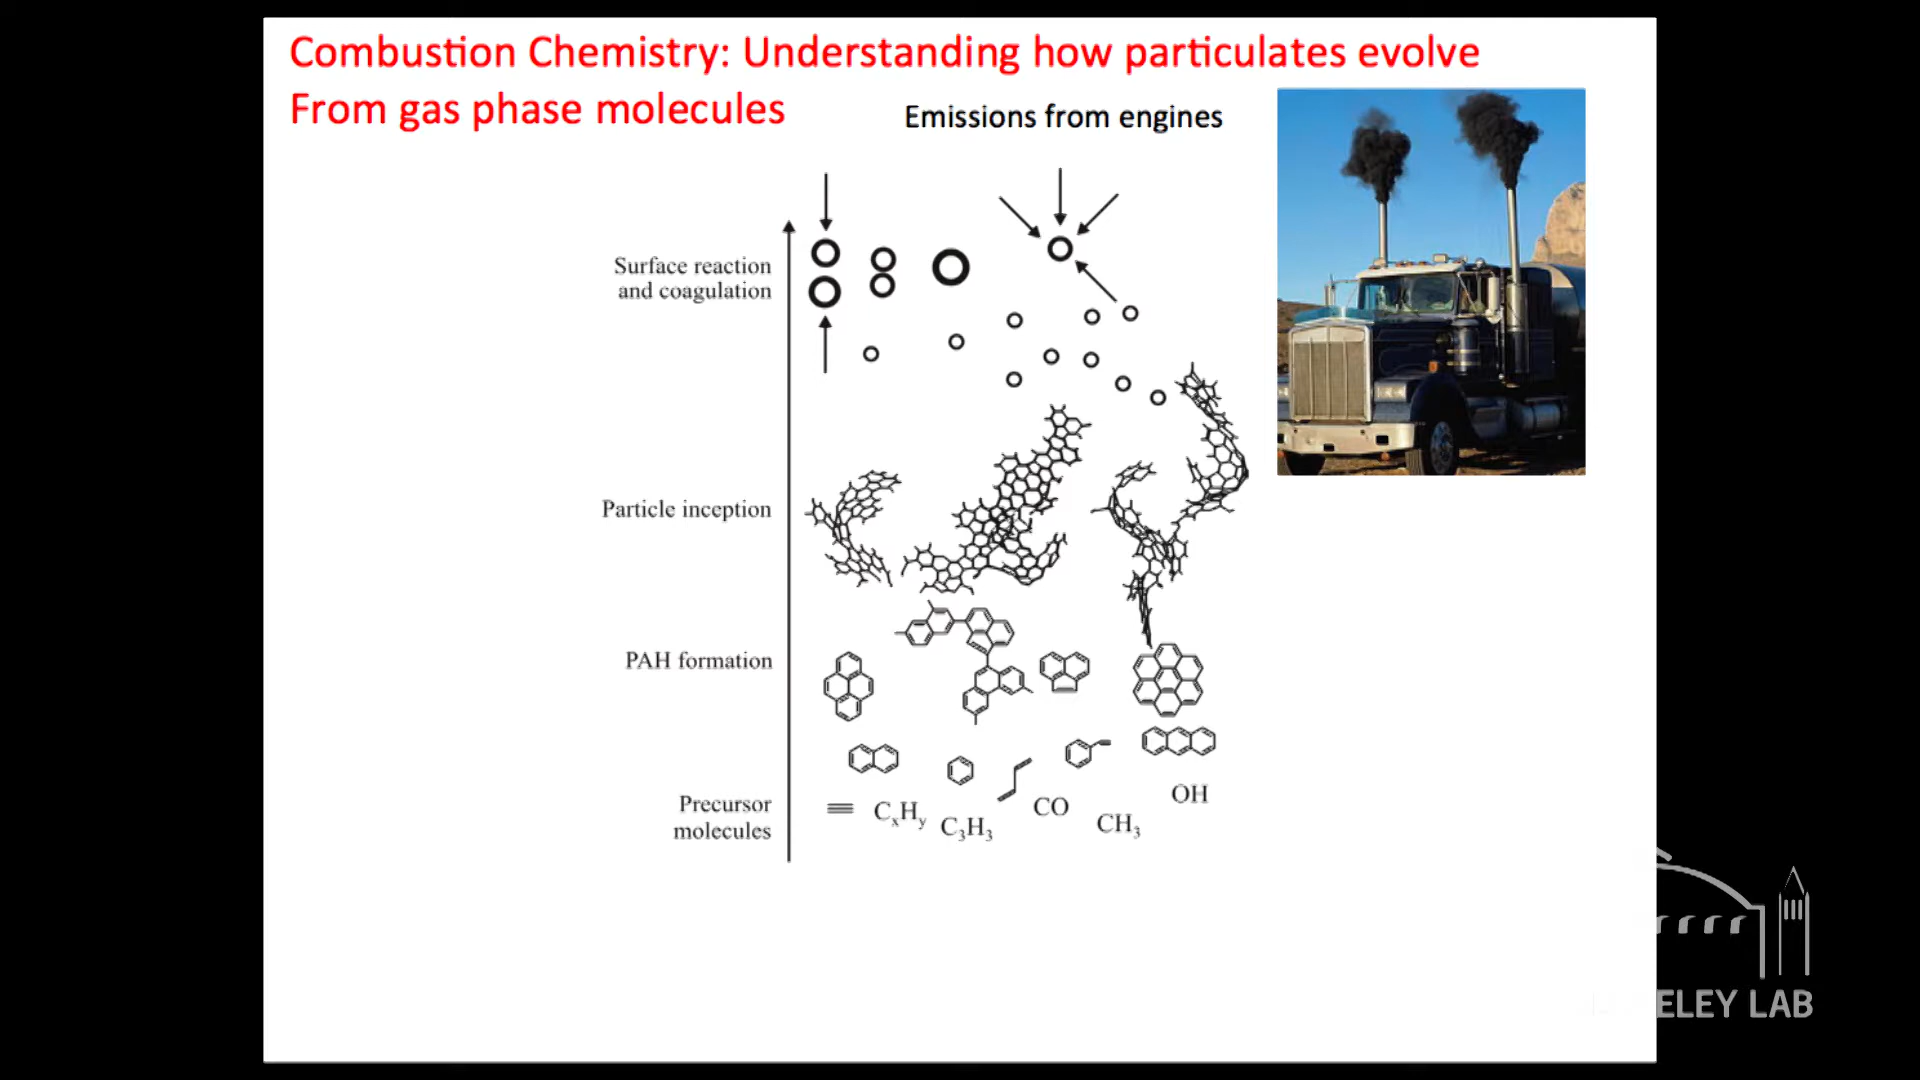 Combustion Chemistry: Understanding how particulates evolve
From gas phase molecules
Emissions from engines
Surface reaction
and coagulation
Particle inception
PAH formation
Precursor
molecules
CxHy
C3H3
CO
CH3
OH
ELEY LAB